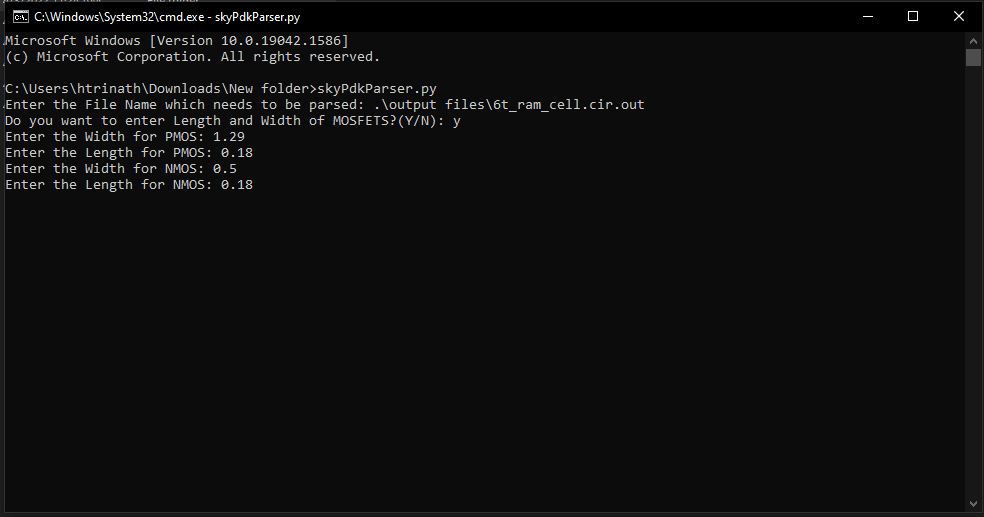 C:\Windows\System32\cmd.exe - skyPdkParser.py
Microsoft Windows [Version 10.0.19042.1586]
(c) Microsoft Corporation. All rights reserved.
C:\Users\htrinath\Downloads\New folder>skyPdkParser.py
Enter the File Name which needs to be parsed: .\output files\6t_ram_cell.cir.out
Do you want to enter Length and Width of MOSFETS?(Y/N): y
Enter the Width for PMOS: 1.29
Enter the Length for PMOS: 0.18
Enter the Width for NMOS: 0.5
Enter the Length for NMOS: 0.18